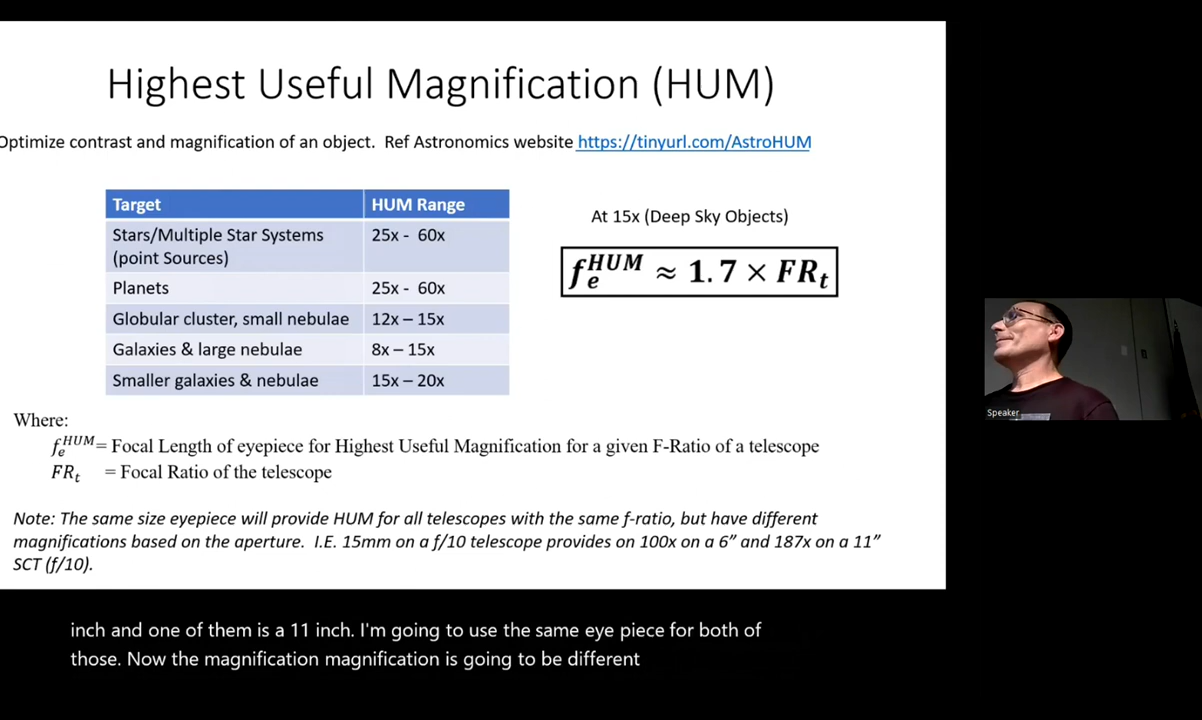 Highest Useful Magnification (HUM)
Optimize contrast and magnification of an object. Ref Astronomics website https://tinyurl.com/AstroHUM
Target HUM Range
Stars/Multiple Star Systems (point Sources) 25x - 60x
Planets 25x - 60x
Globular cluster, small nebulae 12x – 15x
Galaxies & large nebulae 8x – 15x
Smaller galaxies & nebulae 15x – 20x
At 15x (Deep Sky Objects)
f_e^HUM ≈ 1.7 × FR_t
Where:
f_e^HUM = Focal Length of eyepiece for Highest Useful Magnification for a given F-Ratio of a telescope
FR_t = Focal Ratio of the telescope
Note: The same size eyepiece will provide HUM for all telescopes with the same f-ratio, but have different
magnifications based on the aperture. I.E. 15mm on a f/10 telescope provides on 100x on a 6” and 187x on a 11”
SCT (f/10).
Speaker
inch and one of them is a 11 inch. I'm going to use the same eye piece for both of
those. Now the magnification magnification is going to be different